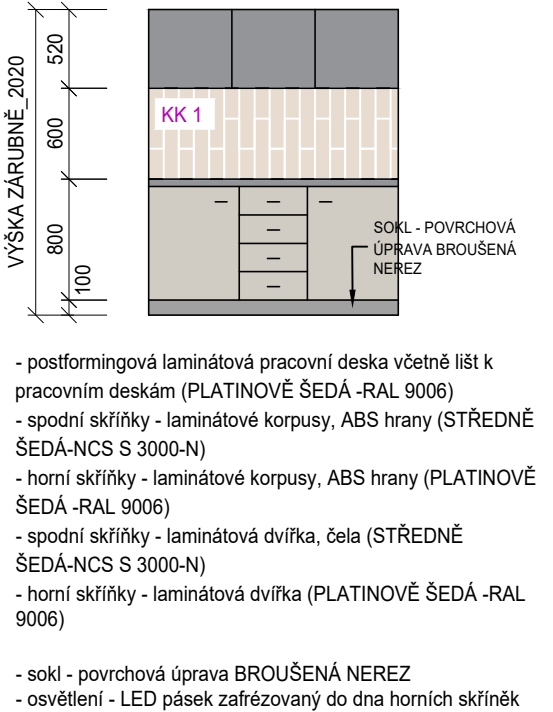 520
VÝŠKA ZÁRUBNĚ_2020
KK 1
600
800
SOKL - POVRCHOVÁ
ÚPRAVA BROUŠENÁ
NEREZ
100
- postformingová laminátová pracovní deska včetně lišt k
pracovním deskám (PLATINOVĚ ŠEDÁ -RAL 9006)
- spodní skříňky - laminátové korpusy, ABS hrany (STŘEDNĚ
ŠEDÁ-NCS S 3000-N)
- horní skříňky - laminátové korpusy, ABS hrany (PLATINOVĚ
ŠEDÁ -RAL 9006)
- spodní skříňky - laminátová dvířka, čela (STŘEDNĚ
ŠEDÁ-NCS S 3000-N)
- horní skříňky - laminátová dvířka (PLATINOVĚ ŠEDÁ -RAL
9006)
- sokl - povrchová úprava BROUŠENÁ NEREZ
- osvětlení - LED pásek zafrézovaný do dna horních skříněk